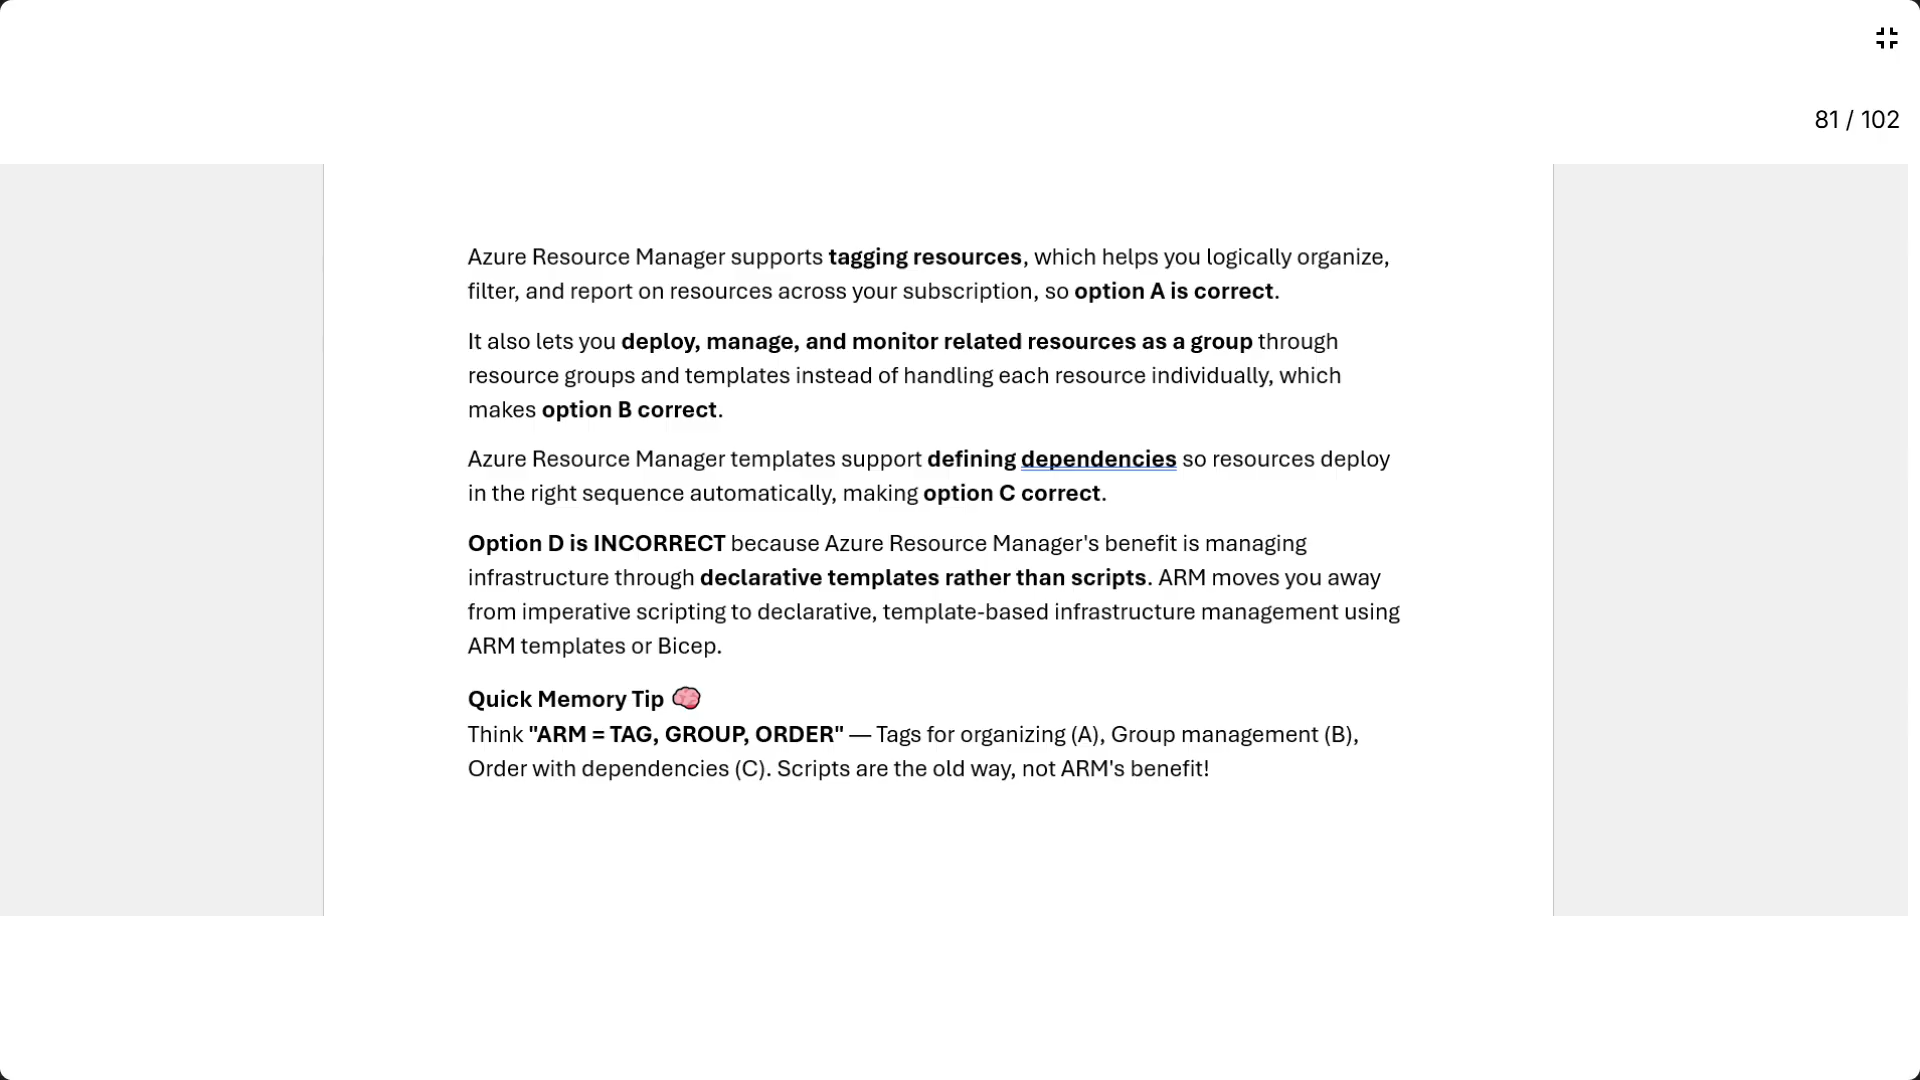 81 / 102
Azure Resource Manager supports tagging resources, which helps you logically organize,
filter, and report on resources across your subscription, so option A is correct.
It also lets you deploy, manage, and monitor related resources as a group through
resource groups and templates instead of handling each resource individually, which
makes option B correct.
Azure Resource Manager templates support defining dependencies so resources deploy
in the right sequence automatically, making option C correct.
Option D is INCORRECT because Azure Resource Manager's benefit is managing
infrastructure through declarative templates rather than scripts. ARM moves you away
from imperative scripting to declarative, template-based infrastructure management using
ARM templates or Bicep.
Quick Memory Tip 🧠
Think "ARM = TAG, GROUP, ORDER" — Tags for organizing (A), Group management (B),
Order with dependencies (C). Scripts are the old way, not ARM's benefit!